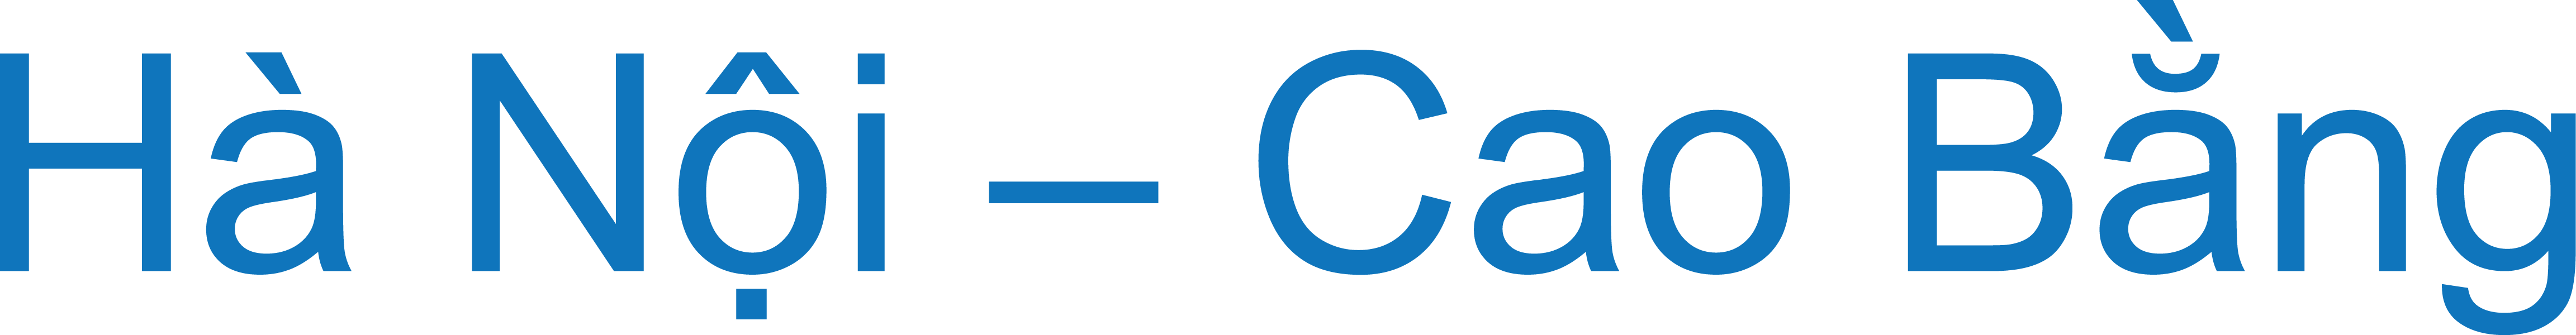 Hà Nội – Cao Bằng